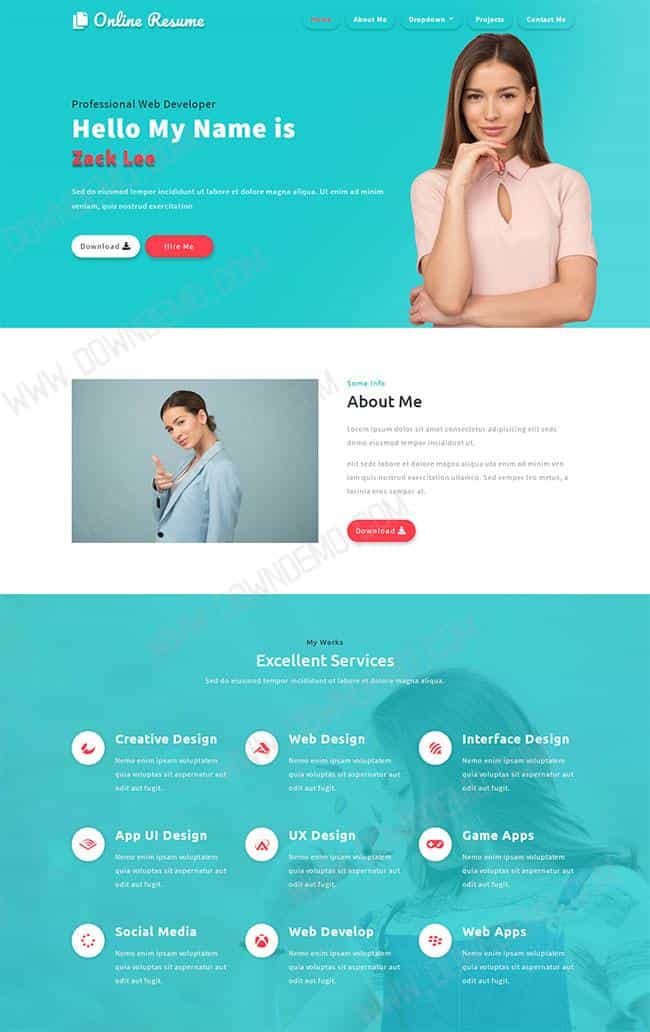 Online Resume
Home
About Me
Dropdown
Projects
Contact Me
Professional Web Developer
Hello My Name is
Zack Lee
Sed do eiusmod tempor incididunt ut labore et dolore magna aliqua. Ut enim ad minim
veniam, quis nostrud exercitation
Download
Hire Me
Some Info
About Me
Lorem ipsum dolor sit amet consectetur adipisicing elit sedc
dnmo eiusmod tempor incididunt ut.
elit sedc labore et dolore magna aliqua uta enim ad minim ven
iam quis nostrud exercitation ullamco. Sed semper leo metus, a
lacinia eros semper at.
Download
My Works
Excellent Services
Sed do eiusmod tempor incididunt ut labore et dolore magna aliqua.
Creative Design
Nemo enim ipsam voluptatem
quia voluptas sit aspernatur aut
odit aut fugit.
Web Design
Nemo enim ipsam voluptatem
quia voluptas sit aspernatur aut
odit aut fugit.
Interface Design
Nemo enim ipsam voluptatem
quia voluptas sit aspernatur aut
odit aut fugit.
App UI Design
Nemo enim ipsam voluptatem
quia voluptas sit aspernatur aut
odit aut fugit.
UX Design
Nemo enim ipsam voluptatem
quia voluptas sit aspernatur aut
odit aut fugit.
Game Apps
Nemo enim ipsam voluptatem
quia voluptas sit aspernatur aut
odit aut fugit.
Social Media
Nemo enim ipsam voluptatem
quia voluptas sit aspernatur aut
odit aut fugit.
Web Develop
Nemo enim ipsam voluptatem
quia voluptas sit aspernatur aut
odit aut fugit.
Web Apps
Nemo enim ipsam voluptatem
quia voluptas sit aspernatur aut
odit aut fugit.
WWW.DOWNDEMO.COM
WWW.DOWNDEMO.COM